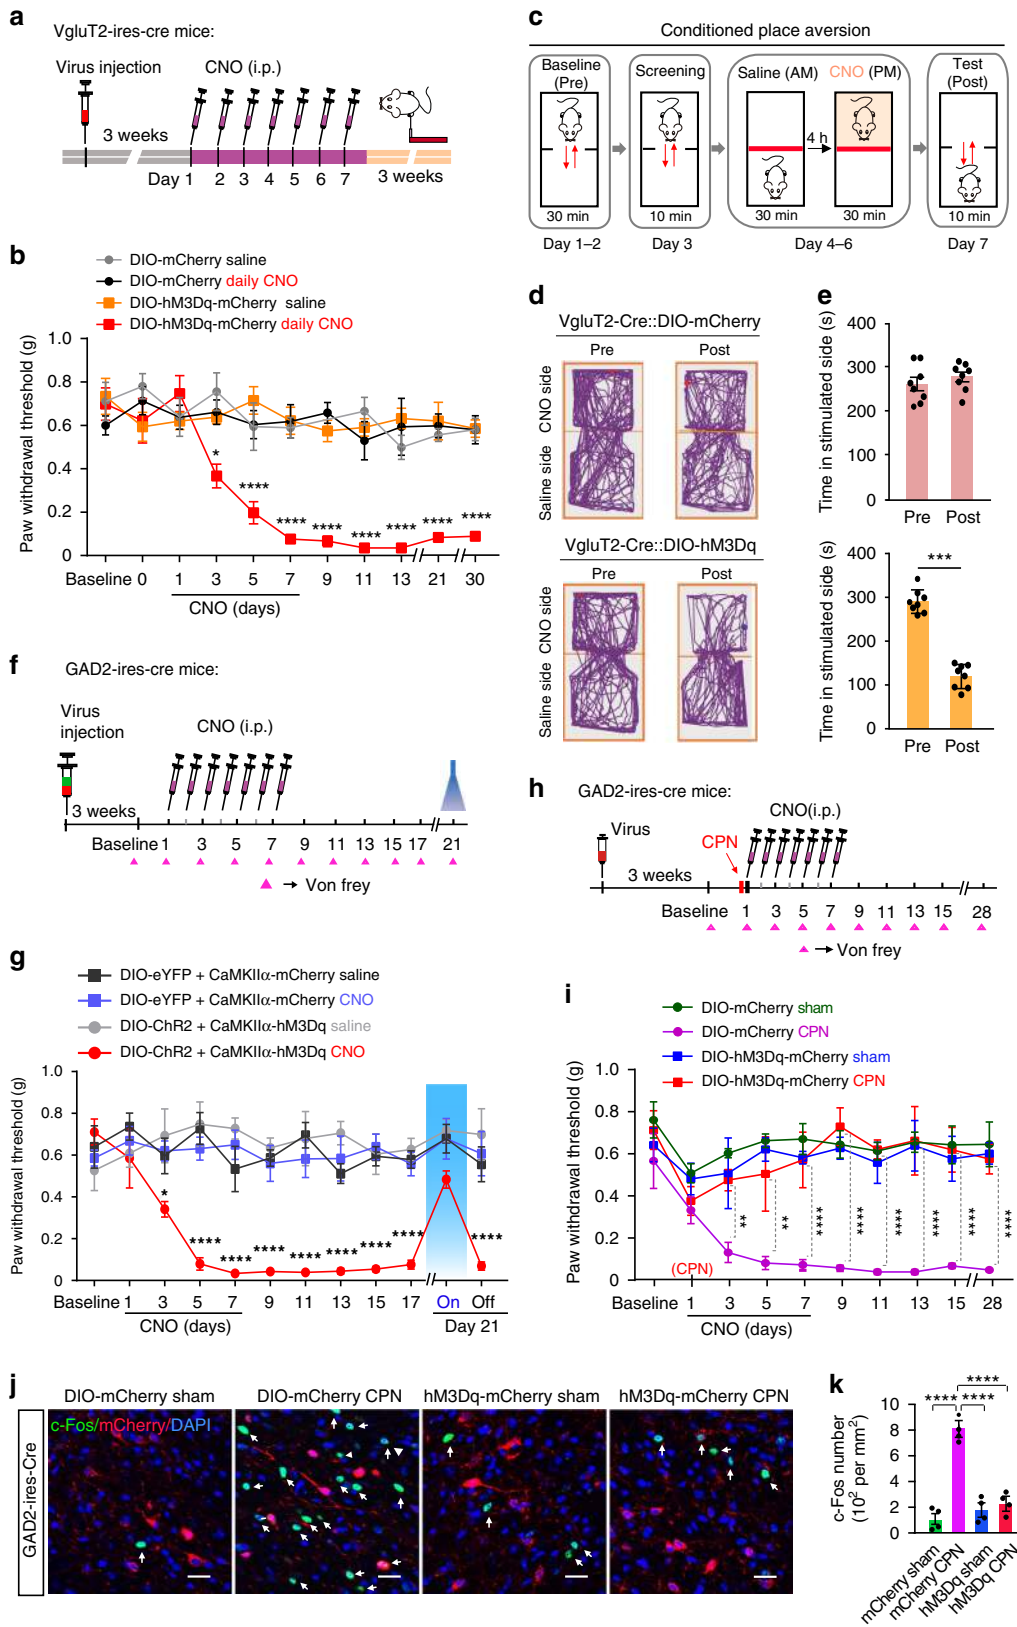 a
VgluT2-ires-cre mice:
Virus injection
CNO (i.p.)
3 weeks
Day 1 2 3 4 5 6 7
3 weeks
b
DIO-mCherry saline
DIO-mCherry daily CNO
DIO-hM3Dq-mCherry saline
DIO-hM3Dq-mCherry daily CNO
Paw withdrawal threshold (g)
1.0
0.8
0.6
0.4
0.2
0
*
****
****
****
****
****
****
****
Baseline 0 1 3 5 7 9 11 13 21 30
CNO (days)
c
Conditioned place aversion
Baseline (Pre)
Screening
Saline (AM)
CNO (PM)
Test (Post)
4 h
30 min
10 min
30 min
30 min
10 min
Day 1–2
Day 3
Day 4–6
Day 7
d
VgluT2-Cre::DIO-mCherry
Pre
Post
Saline side CNO side
VgluT2-Cre::DIO-hM3Dq
Pre
Post
Saline side CNO side
e
Time in stimulated side (s)
400
300
200
100
0
Pre Post
Time in stimulated side (s)
400
300
200
100
0
***
Pre Post
f
GAD2-ires-cre mice:
Virus
injection
CNO (i.p.)
3 weeks
Baseline 1 3 5 7 9 11 13 15 17 21
Von frey
g
DIO-eYFP + CaMKIIα-mCherry saline
DIO-eYFP + CaMKIIα-mCherry CNO
DIO-ChR2 + CaMKIIα-hM3Dq saline
DIO-ChR2 + CaMKIIα-hM3Dq CNO
Paw withdrawal threshold (g)
1.0
0.8
0.6
0.4
0.2
0
*
****
****
****
****
****
****
****
****
Baseline 1 3 5 7 9 11 13 15 17 On Off
CNO (days)
Day 21
h
GAD2-ires-cre mice:
Virus
CNO(i.p.)
CPN
3 weeks
Baseline 1 3 5 7 9 11 13 15 28
Von frey
i
DIO-mCherry sham
DIO-mCherry CPN
DIO-hM3Dq-mCherry sham
DIO-hM3Dq-mCherry CPN
Paw withdrawal threshold (g)
1.0
0.8
0.6
0.4
0.2
0
**
**
****
****
****
****
****
****
(CPN)
Baseline 1 3 5 7 9 11 13 15 28
CNO (days)
j
DIO-mCherry sham
DIO-mCherry CPN
hM3Dq-mCherry sham
hM3Dq-mCherry CPN
c-Fos/mCherry/DAPI
GAD2-ires-Cre
k
****
**** ****
c-Fos number
(10² per mm²)
10
8
6
4
2
0
mCherry sham
mCherry CPN
hM3Dq sham
hM3Dq CPN